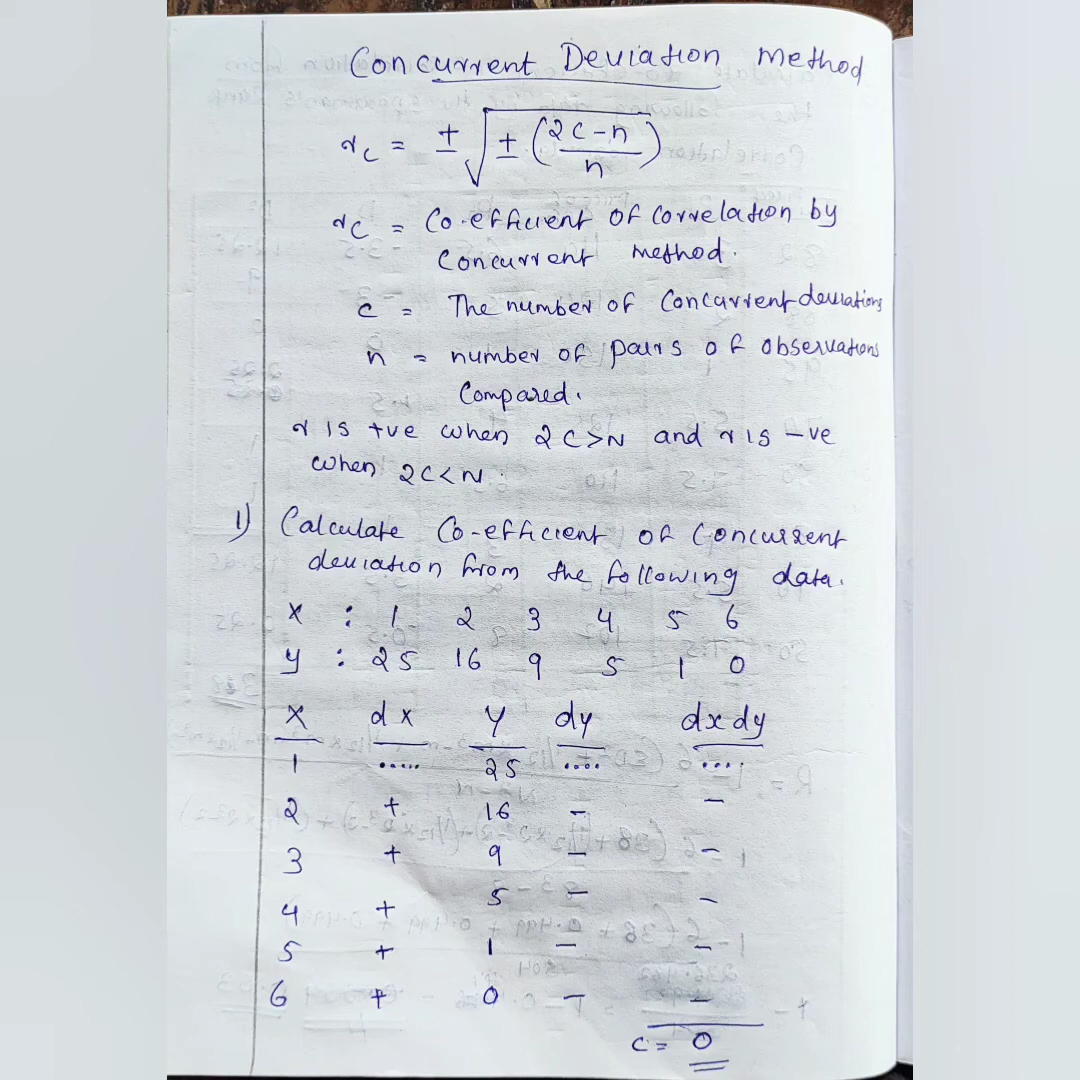 Concurrent Deviation Method
rc = ± √ ± (2c-n / n)
rc = Co-efficient of correlation by
Concurrent method.
c = The number of Concurrent deviations
n = number of pairs of observations
Compared.
r is +ve when 2C>N and r is -ve
when 2C<N.
1) Calculate Co-efficient of Concurrent
deviation from the following data.
X : 1 2 3 4 5 6
y : 25 16 9 5 1 0
X dx Y dy dxdy
1 ..... 25 .... ....
2 + 16 - -
3 + 9 - -
4 + 5 - -
5 + 1 - -
6 + 0 - -
C = 0